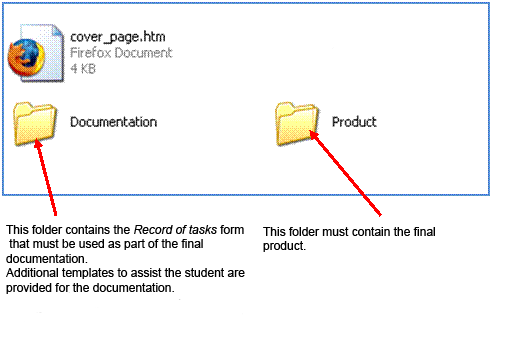 cover_page.htm
Firefox Document
4 KB
Documentation
Product
This folder contains the Record of tasks form
that must be used as part of the final
documentation.
Additional templates to assist the student are
provided for the documentation.
This folder must contain the final
product.